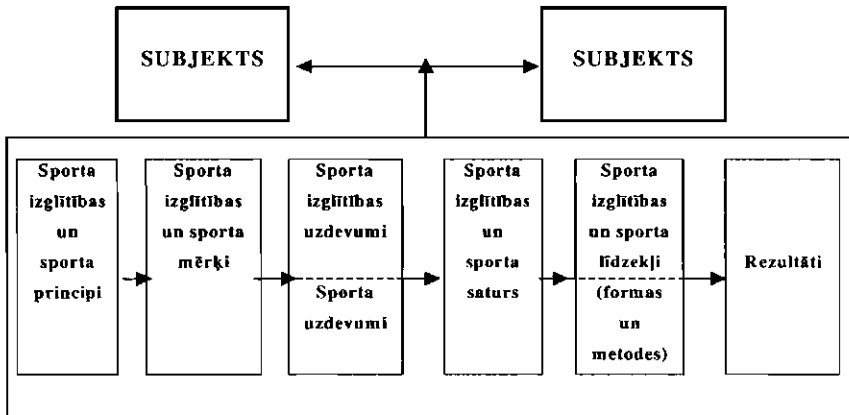 SUBJEKTS
SUBJEKTS
Sporta
izglītības
un
sporta
principi
Sporta
izglītības
un sporta
mērķi
Sporta
izglītības
uzdevumi
Sporta
uzdevumi
Sporta
izglītības
un
sporta
saturs
Sporta
izglītības
un sporta
līdzekļi
(formas
un
metodes)
Rezultāti